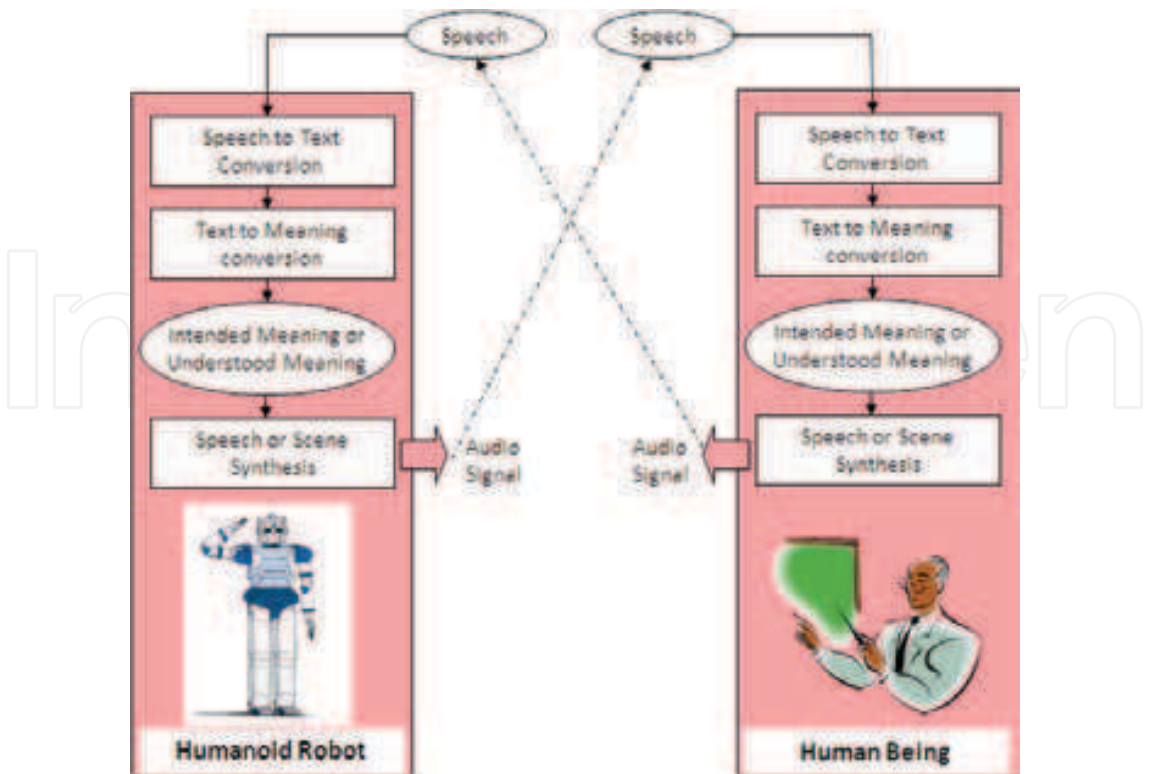 Speech
Speech to Text
Conversion
Text to Meaning
conversion
Intended Meaning or
Understood Meaning
Speech or Scene
Synthesis
Audio
Signal
Humanoid Robot
Speech
Speech to Text
Conversion
Text to Meaning
conversion
Intended Meaning or
Understood Meaning
Speech or Scene
Synthesis
Audio
Signal
Human Being